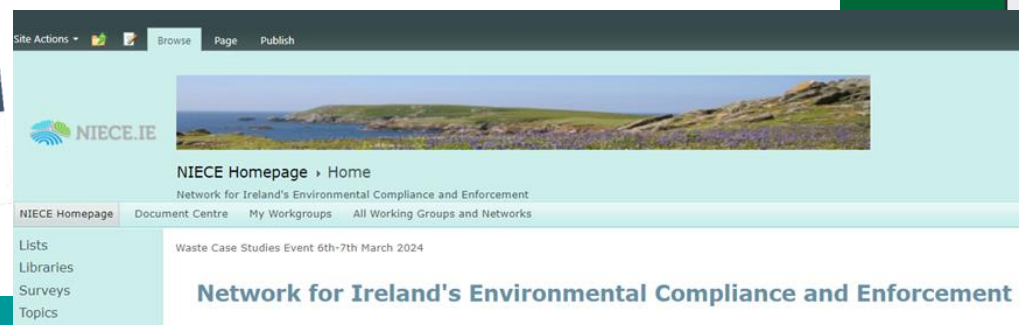 Site Actions
Browse Page Publish
NIECE.IE
NIECE Homepage › Home
Network for Ireland's Environmental Compliance and Enforcement
NIECE Homepage Document Centre My Workgroups All Working Groups and Networks
Lists
Libraries
Surveys
Topics
Waste Case Studies Event 6th-7th March 2024
Network for Ireland's Environmental Compliance and Enforcement